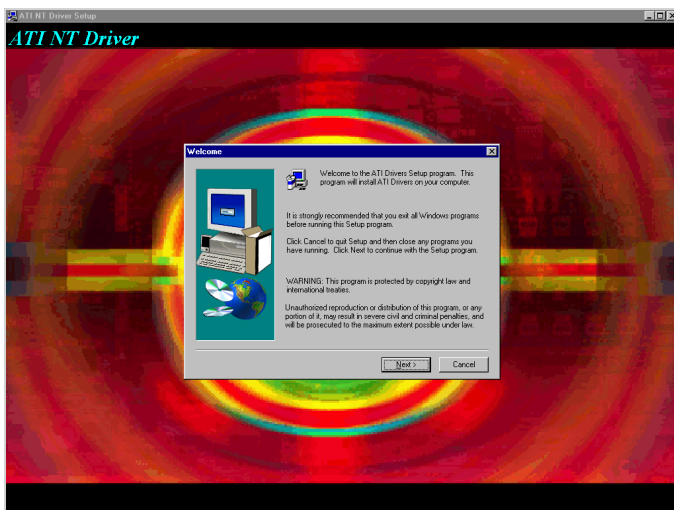 ATI NT Driver Setup
ATI NT Driver
Welcome
Welcome to the ATI Drivers Setup program. This
program will install ATI Drivers on your computer.
It is strongly recommended that you exit all Windows programs
before running this Setup program.
Click Cancel to quit Setup and then close any programs you
have running. Click Next to continue with the Setup program.
WARNING: This program is protected by copyright law and
international treaties.
Unauthorized reproduction or distribution of this program, or any
portion of it, may result in severe civil and criminal penalties, and
will be prosecuted to the maximum extent possible under law.
Next >
Cancel